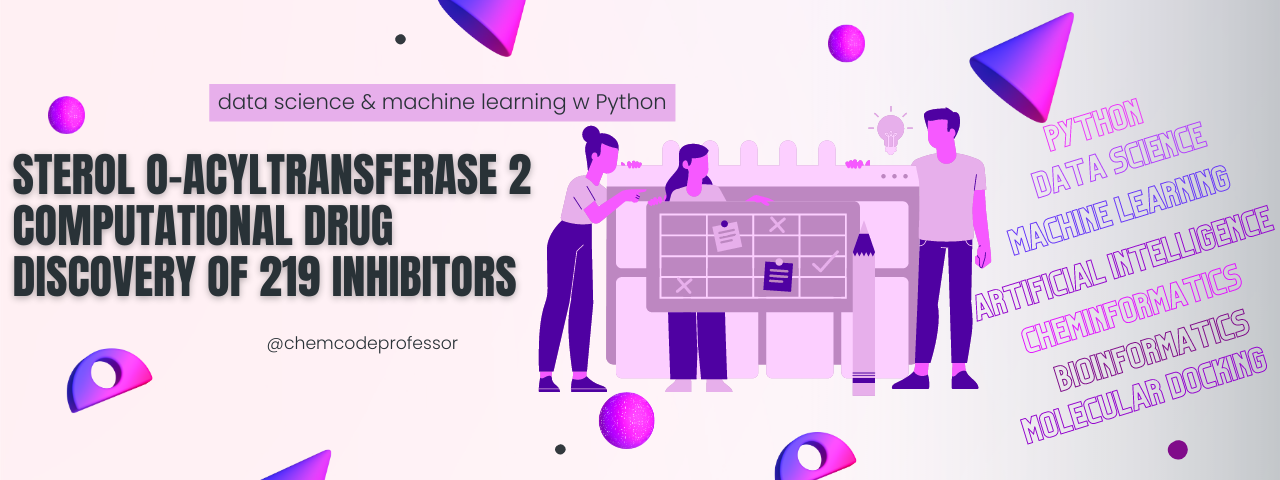 data science & machine learning w Python
STEROL O-ACYLTRANSFERASE 2
COMPUTATIONAL DRUG
DISCOVERY OF 219 INHIBITORS
@chemcodeprofessor
PYTHON
DATA SCIENCE
MACHINE LEARNING
ARTIFICIAL INTELLIGENCE
CHEMINFORMATICS
BIOINFORMATICS
MOLECULAR DOCKING